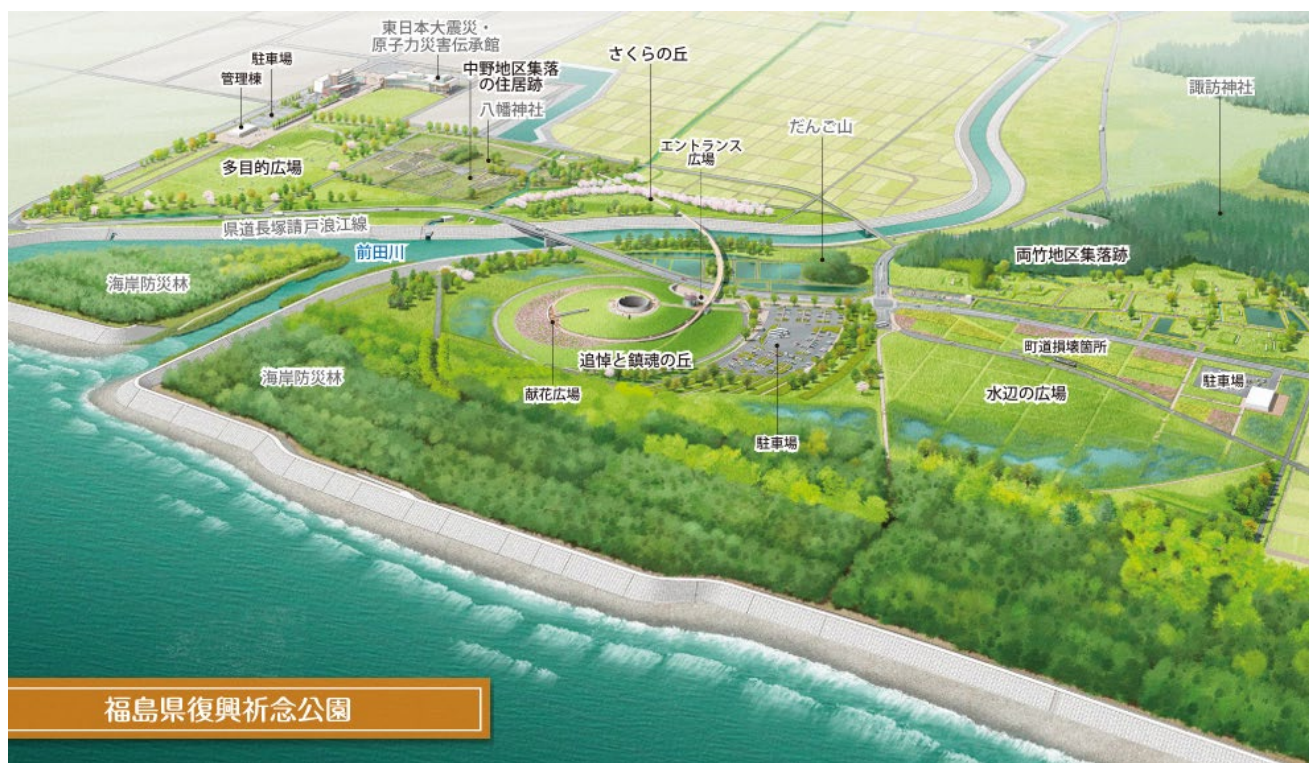 東日本大震災・
原子力災害伝承館
駐車場
管理棟
中野地区集落
の住居跡
八幡神社
さくらの丘
諏訪神社
だんご山
エントランス
広場
多目的広場
県道長塚請戸浪江線
前田川
海岸防災林
両竹地区集落跡
町道損壊箇所
追悼と鎮魂の丘
海岸防災林
献花広場
駐車場
水辺の広場
駐車場
福島県復興祈念公園